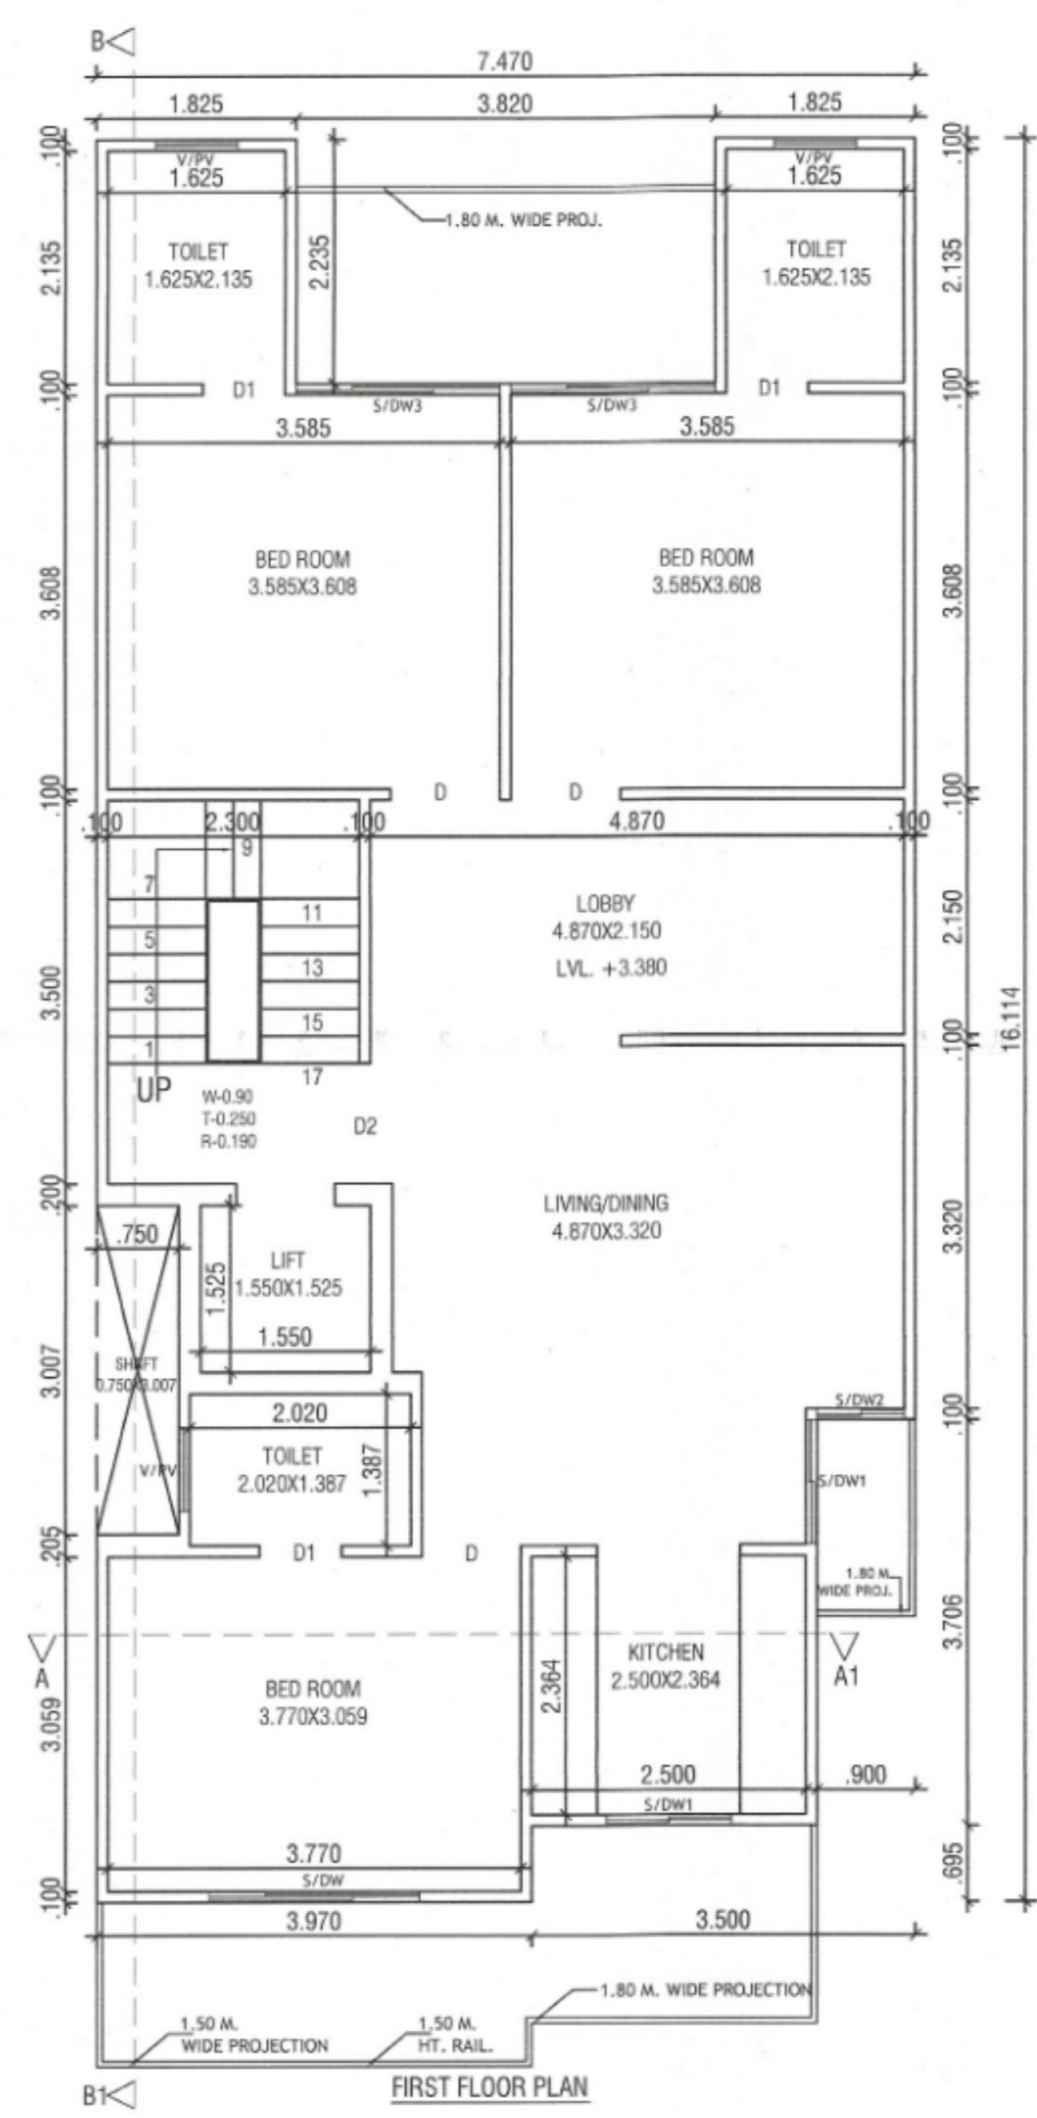 B
7.470
1.825 3.820 1.825
.100 .100
V/PV V/PV
1.625 1.625
1.80 M. WIDE PROJ.
TOILET
1.625X2.135
TOILET
1.625X2.135
2.135 2.235 2.135
16.114
.100 D1 D1 .100
S/DW3 S/DW3
3.585 3.585
BED ROOM
3.585X3.608
BED ROOM
3.585X3.608
3.608 3.608
.100 D D .100
.100 2.300 .100 4.870 .100
9
7
11
5
13
3
15
1
17
UP
3.500
LOBBY
4.870X2.150
LVL. +3.380
2.150
.100
W-0.90
T-0.250
R-0.190
D2
.200
LIVING/DINING
4.870X3.320
3.320
.750
LIFT
1.550X1.525
1.525
1.550
3.007
SHAFT
0.750X3.007
2.020
TOILET
2.020X1.387
1.387
V/PV
S/DW2
.100
S/DW1
.205
D1 D
1.80 M.
WIDE PROJ.
3.706
A A1
KITCHEN
2.500X2.364
2.364
BED ROOM
3.770X3.059
3.059
2.500 .900
S/DW1
3.770
S/DW
.695
.100
3.970 3.500
1.80 M. WIDE PROJECTION
1.50 M.
WIDE PROJECTION
1.50 M.
HT. RAIL.
B1
FIRST FLOOR PLAN